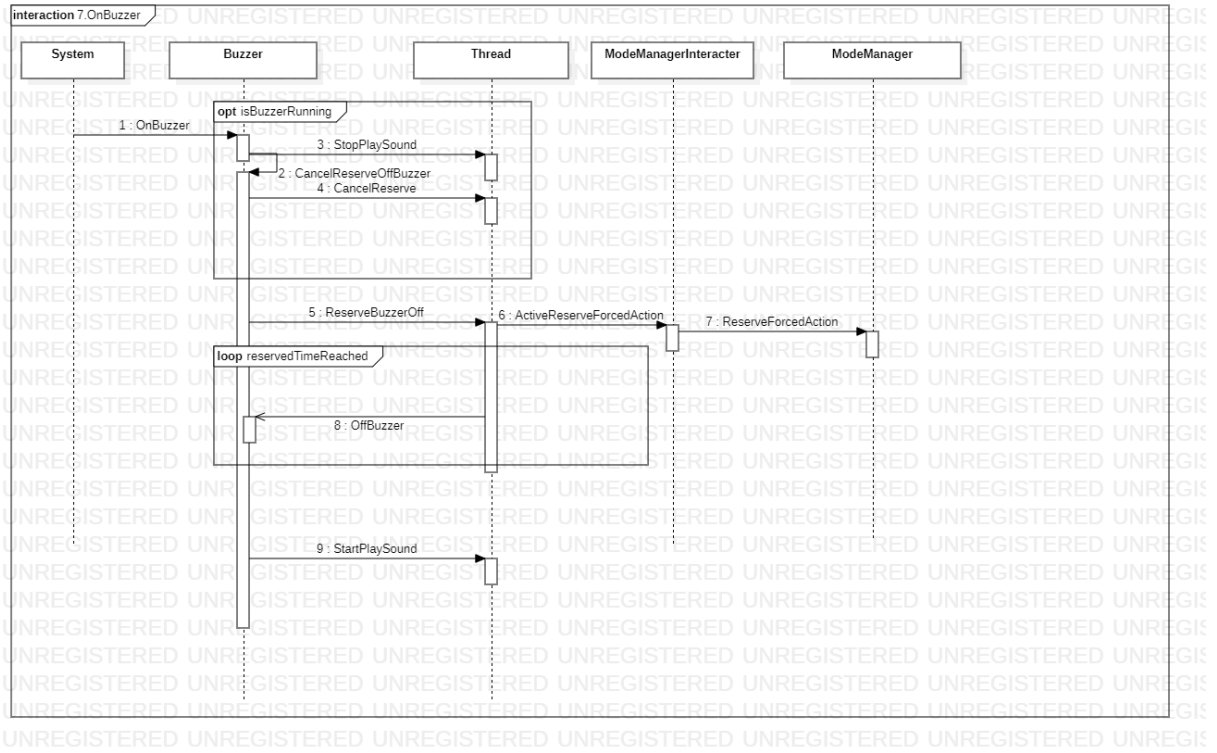 interaction 7.OnBuzzer
System
Buzzer
Thread
ModeManagerInteracter
ModeManager
opt isBuzzerRunning
1 : OnBuzzer
3 : StopPlaySound
2 : CancelReserveOffBuzzer
4 : CancelReserve
5 : ReserveBuzzerOff
6 : ActiveReserveForcedAction
7 : ReserveForcedAction
loop reservedTimeReached
8 : OffBuzzer
9 : StartPlaySound
UNREGISTERED